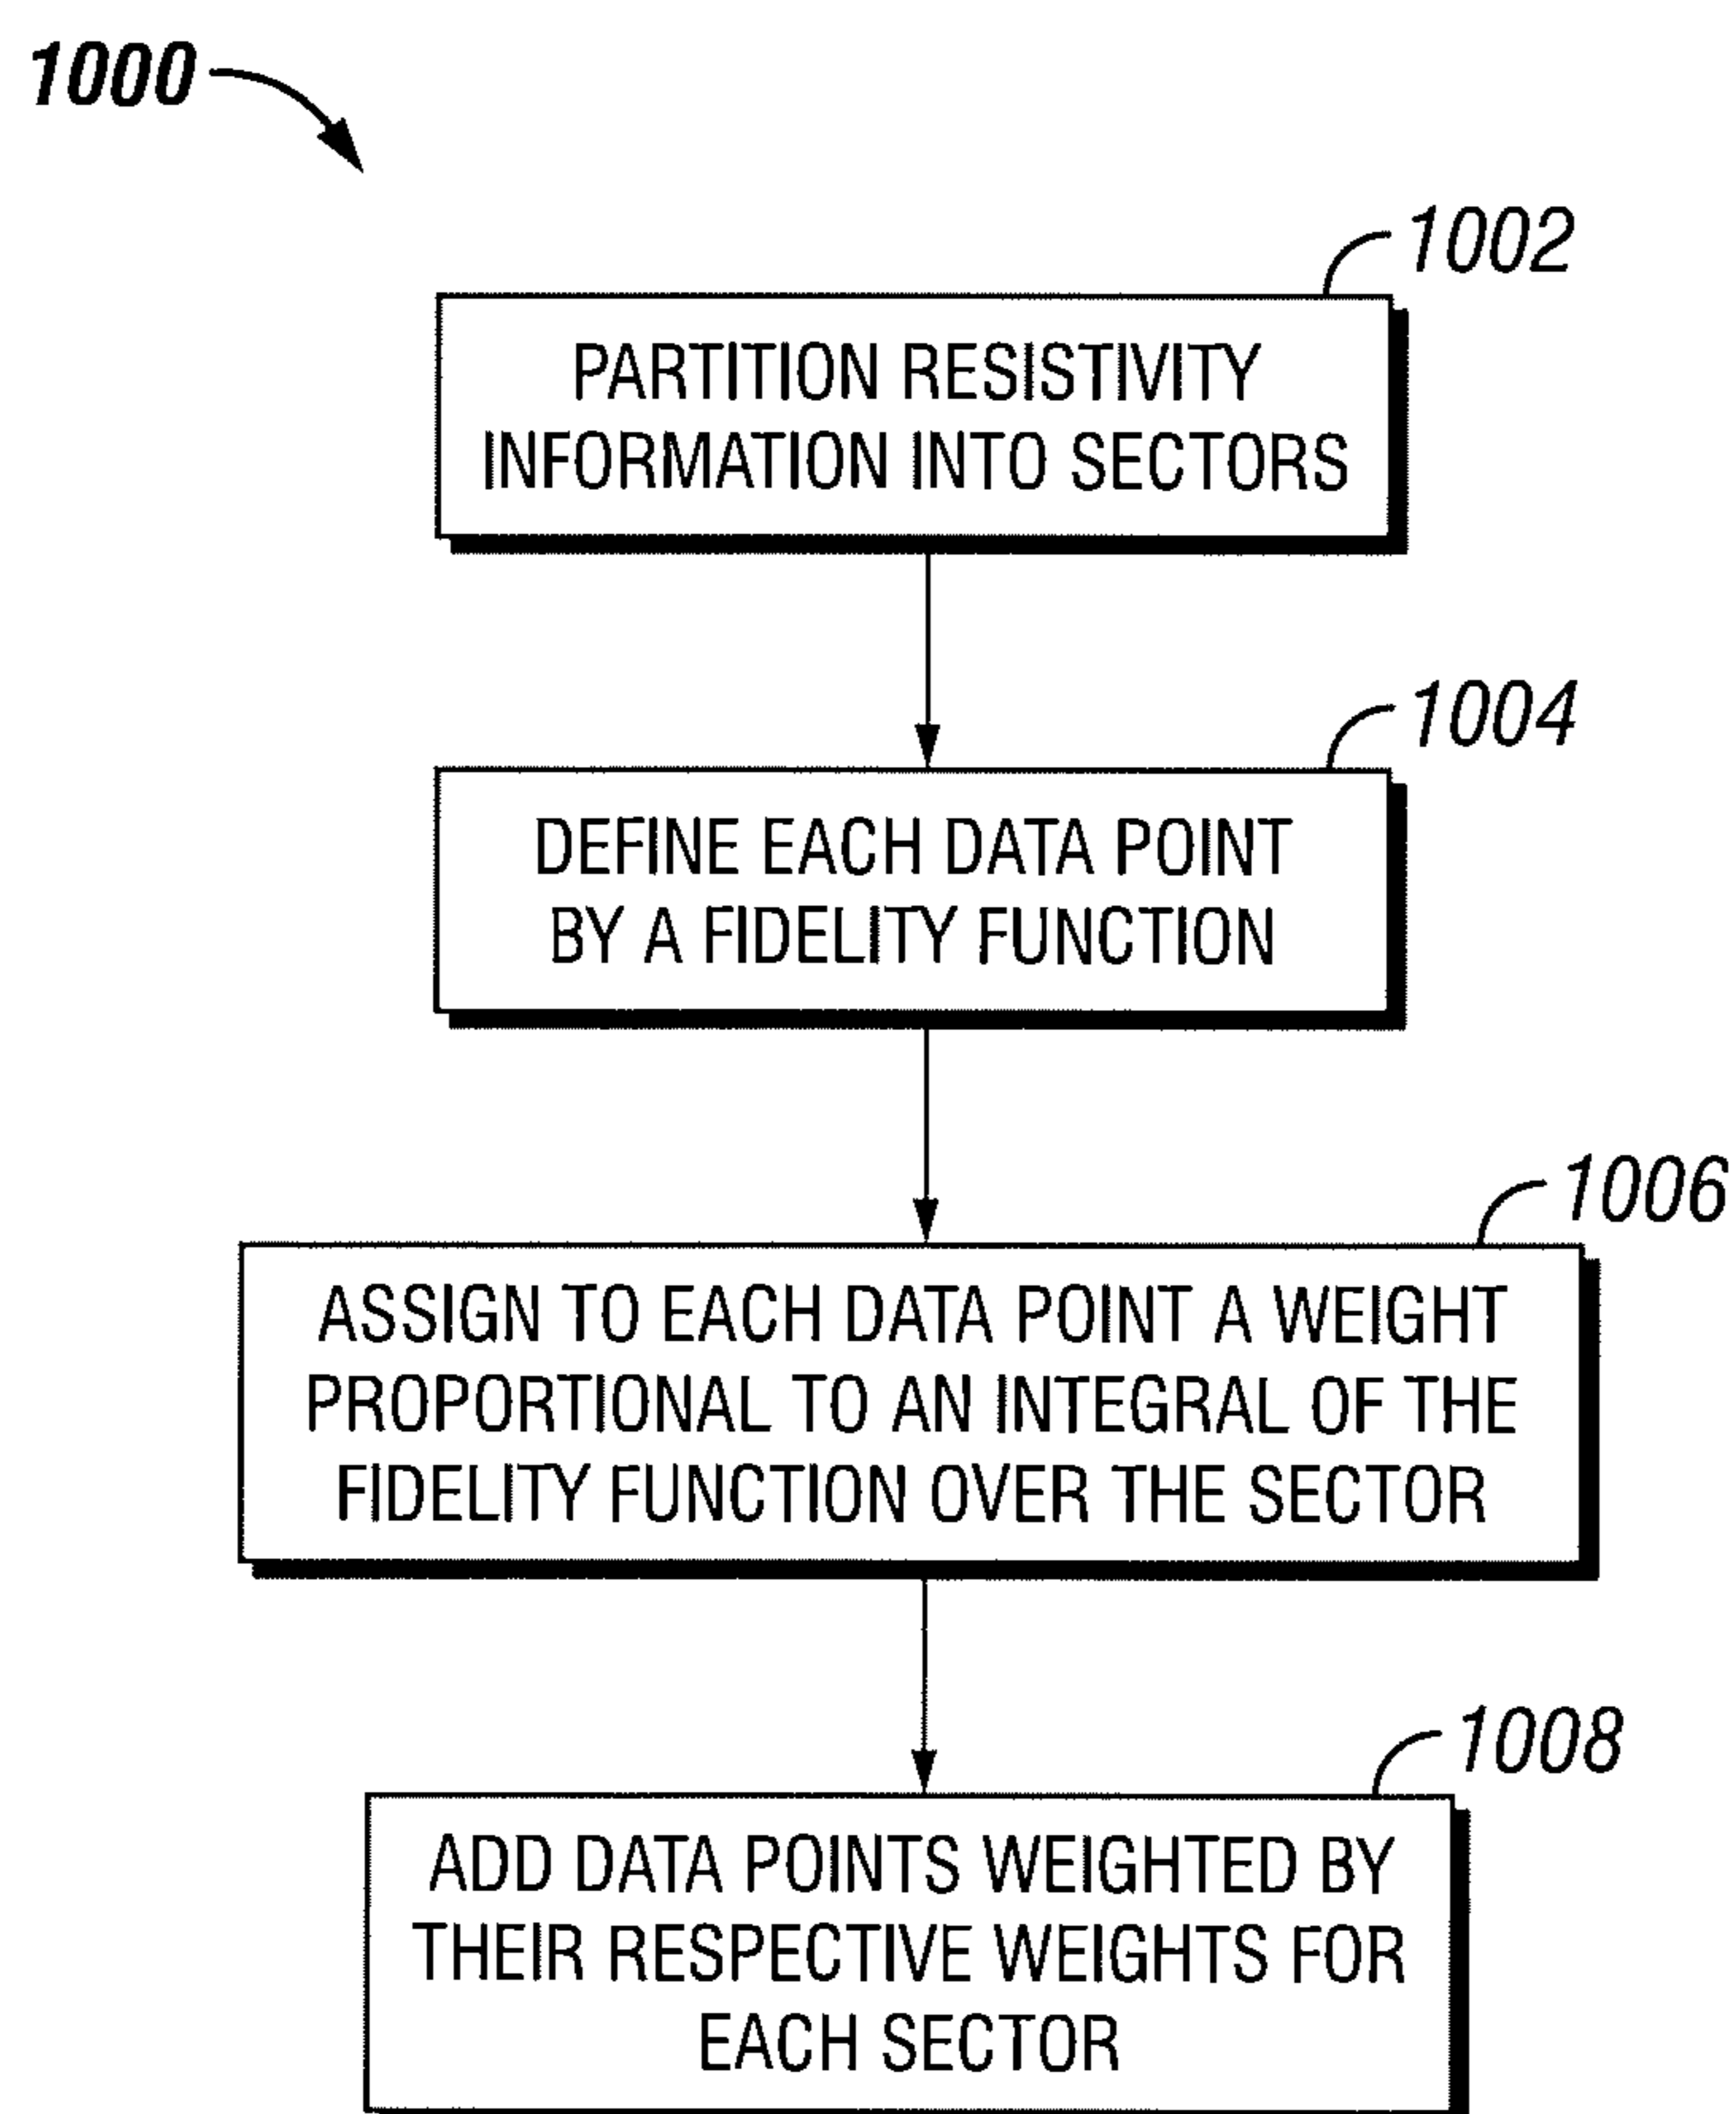 1000
1002
PARTITION RESISTIVITY
INFORMATION INTO SECTORS
1004
DEFINE EACH DATA POINT
BY A FIDELITY FUNCTION
1006
ASSIGN TO EACH DATA POINT A WEIGHT
PROPORTIONAL TO AN INTEGRAL OF THE
FIDELITY FUNCTION OVER THE SECTOR
1008
ADD DATA POINTS WEIGHTED BY
THEIR RESPECTIVE WEIGHTS FOR
EACH SECTOR